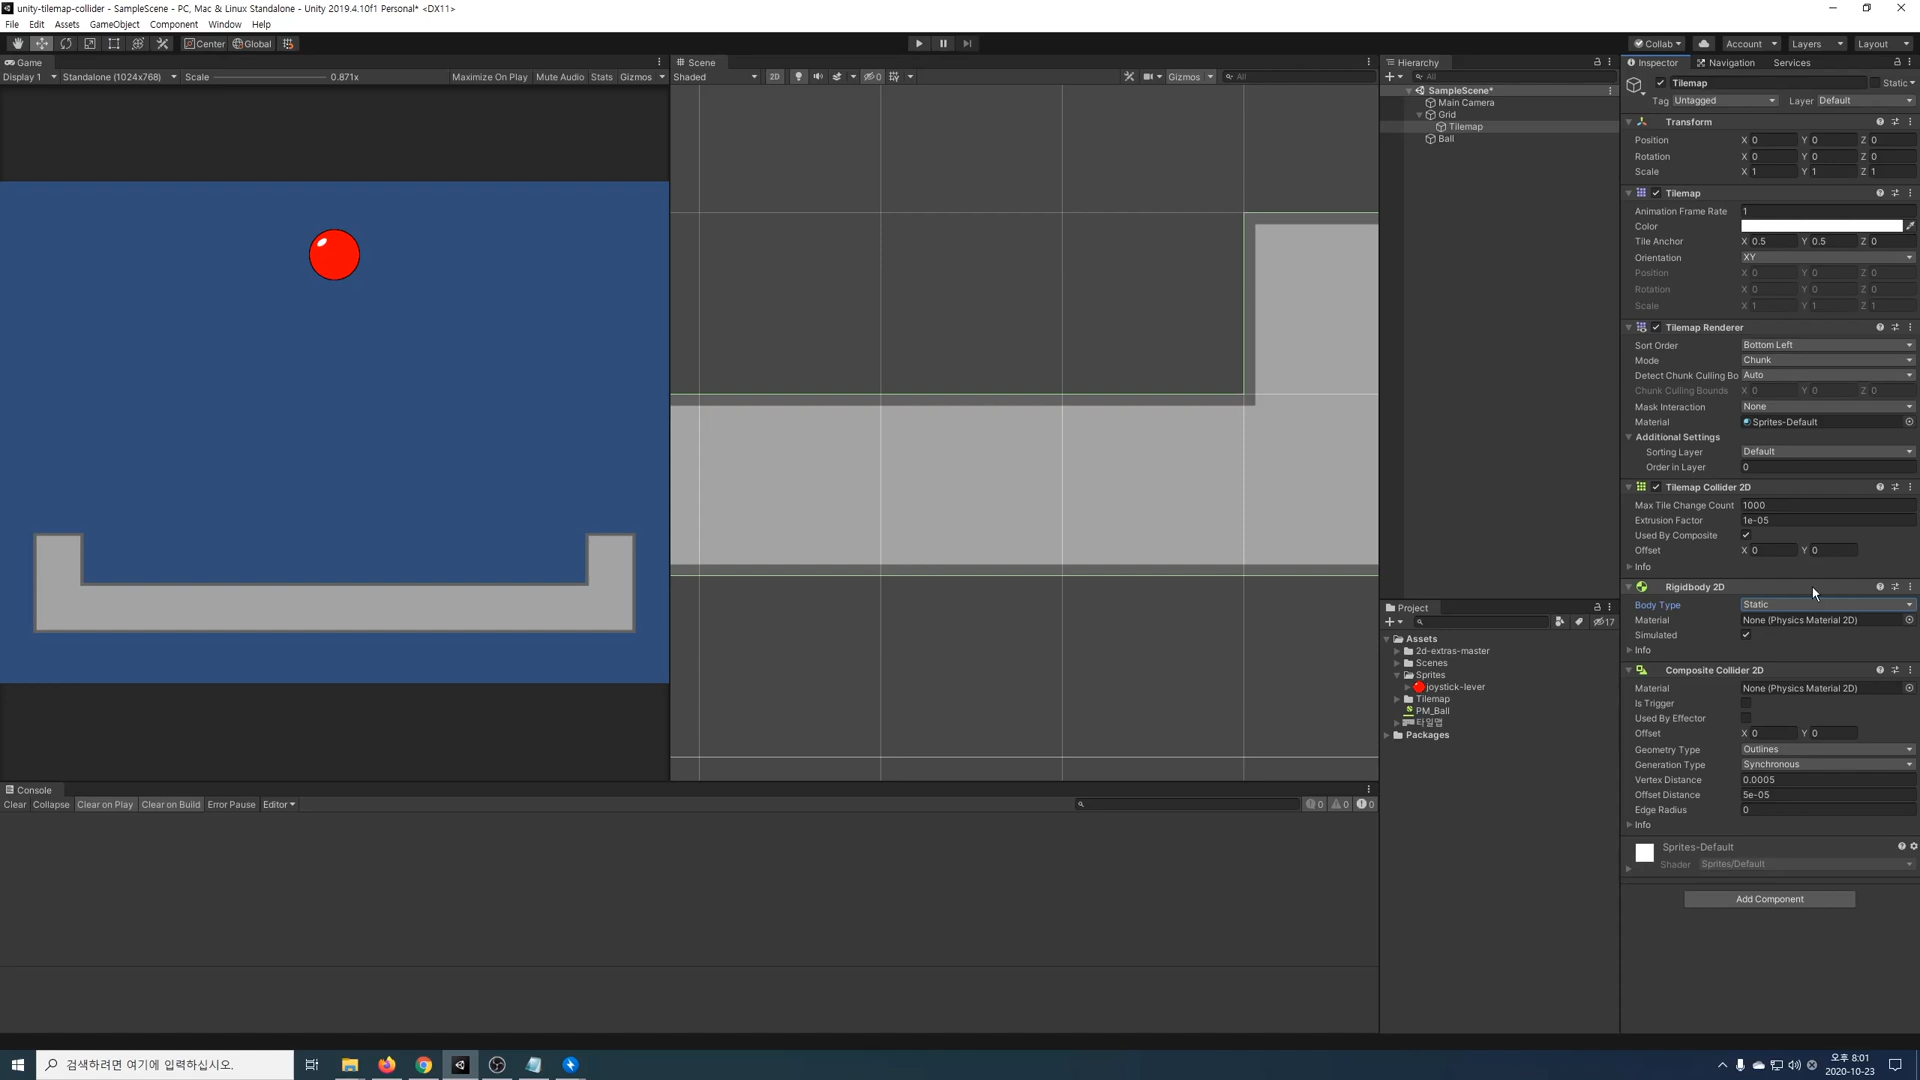 unity-tilemap-collider - SampleScene - PC, Mac & Linux Standalone - Unity 2019.4.10f1 Personal* <DX11>
File Edit Assets GameObject Component Window Help
Center Global Collab Account Layers Layout
Game
Display 1 Standalone (1024x768) Scale 0.871x Maximize On Play Mute Audio Stats Gizmos
Scene
Shaded 2D 0 Gizmos All
Hierarchy
All
SampleScene*
Main Camera
Grid
Tilemap
Ball
Project
17
Assets
2d-extras-master
Scenes
Sprites
joystick-lever
Tilemap
PM_Ball
타일맵
Packages
Inspector Navigation Services
Tilemap Static
Tag Untagged Layer Default
Transform
Position X 0 Y 0 Z 0
Rotation X 0 Y 0 Z 0
Scale X 1 Y 1 Z 1
Tilemap
Animation Frame Rate 1
Color
Tile Anchor X 0.5 Y 0.5 Z 0
Orientation XY
Position X 0 Y 0 Z 0
Rotation X 0 Y 0 Z 0
Scale X 1 Y 1 Z 1
Tilemap Renderer
Sort Order Bottom Left
Mode Chunk
Detect Chunk Culling Bo Auto
Chunk Culling Bounds X 0 Y 0 Z 0
Mask Interaction None
Material Sprites-Default
Additional Settings
Sorting Layer Default
Order in Layer 0
Tilemap Collider 2D
Max Tile Change Count 1000
Extrusion Factor 1e-05
Used By Composite
Offset X 0 Y 0
Info
Rigidbody 2D
Body Type Static
Material None (Physics Material 2D)
Simulated
Info
Composite Collider 2D
Material None (Physics Material 2D)
Is Trigger
Used By Effector
Offset X 0 Y 0
Geometry Type Outlines
Generation Type Synchronous
Vertex Distance 0.0005
Offset Distance 5e-05
Edge Radius 0
Info
Sprites-Default
Shader Sprites/Default
Add Component
Console
Clear Collapse Clear on Play Clear on Build Error Pause Editor 0 0 0
검색하려면 여기에 입력하십시오.
오후 8:01
2020-10-23